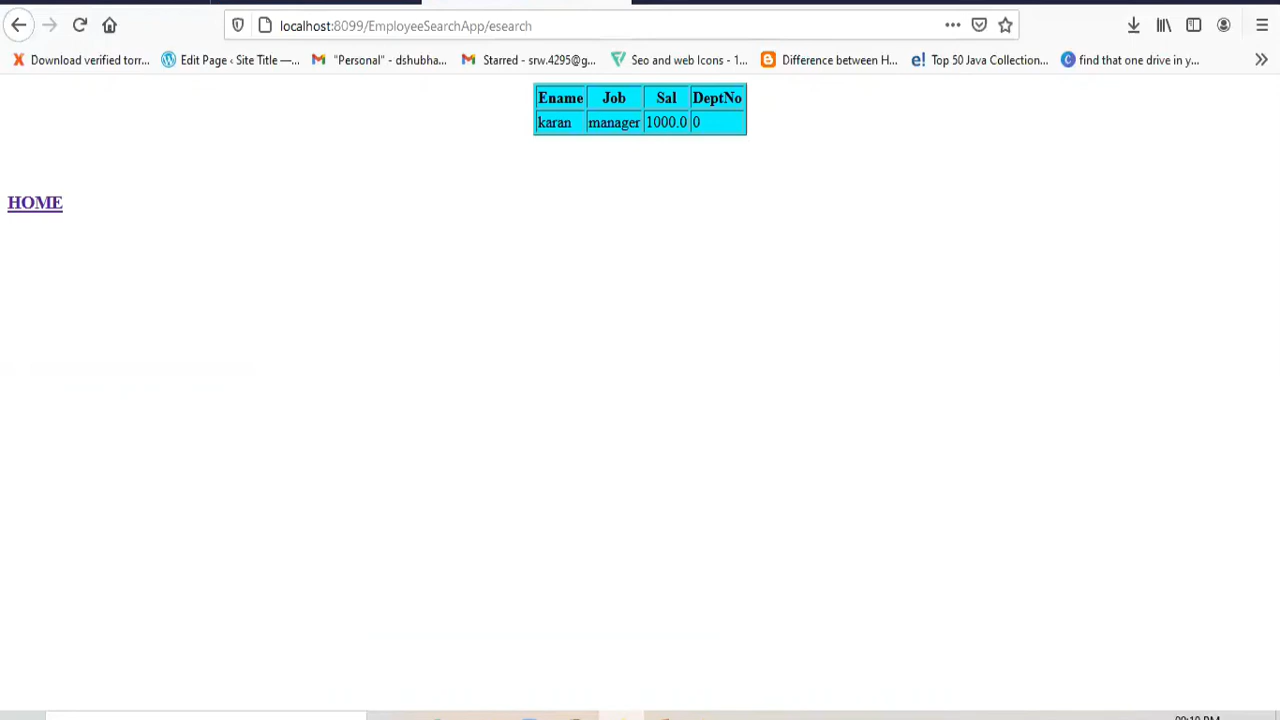 localhost:8099/EmployeeSearchApp/esearch
Download verified torr... Edit Page ‹ Site Title —... "Personal" - dshubha... Starred - srw.4295@g... Seo and web Icons - 1... Difference between H... e! Top 50 Java Collection... C find that one drive in y...
Ename Job Sal DeptNo
karan manager 1000.0 0
HOME